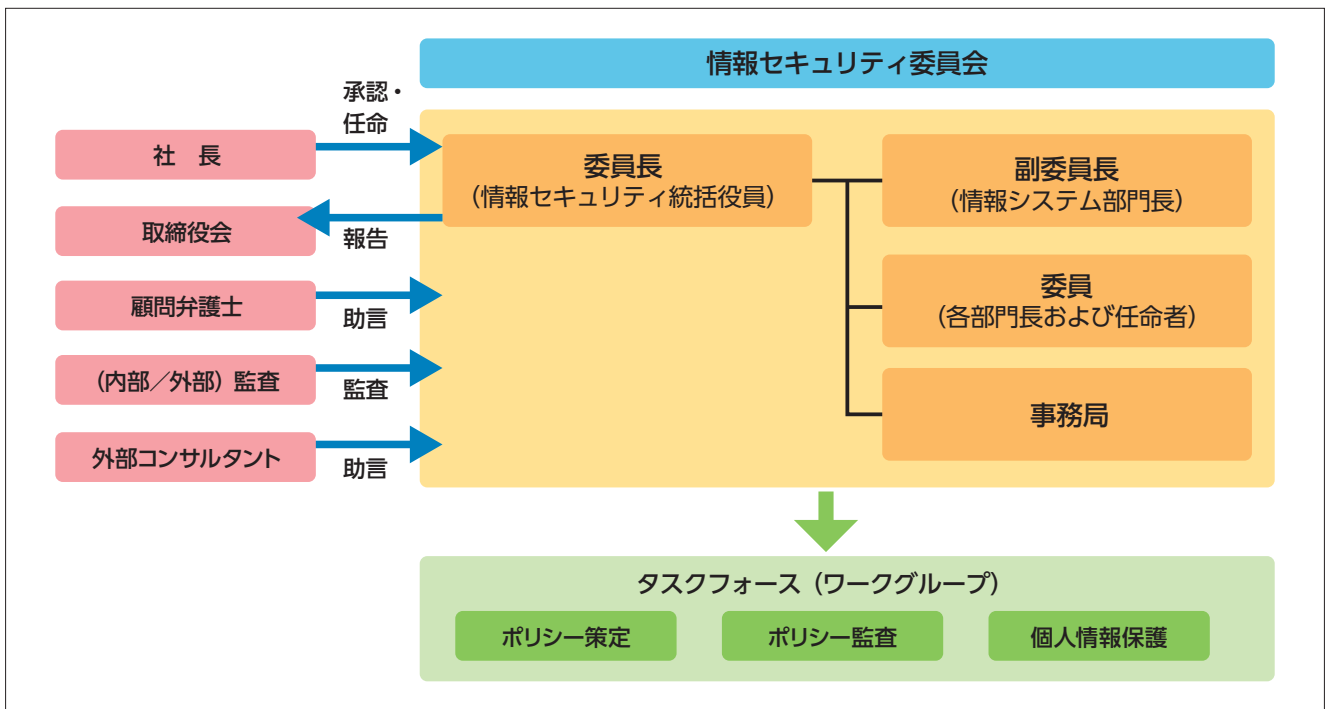 情報セキュリティ委員会
承認・
任命
社　長
取締役会
報告
顧問弁護士
助言
(内部／外部) 監査
監査
外部コンサルタント
助言
委員長
(情報セキュリティ統括役員)
副委員長
(情報システム部門長)
委員
(各部門長および任命者)
事務局
タスクフォース (ワークグループ)
ポリシー策定
ポリシー監査
個人情報保護